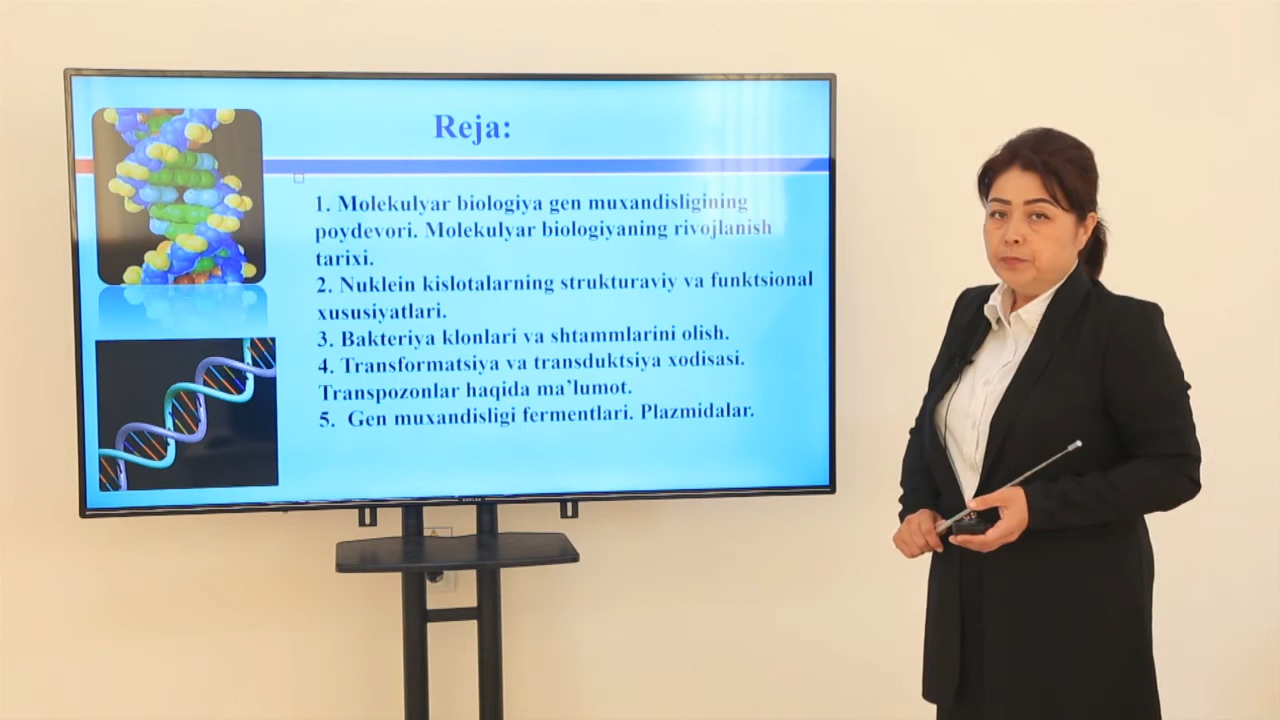 Reja:
1. Molekulyar biologiya gen muxandisligining
poydevori. Molekulyar biologiyaning rivojlanish
tarixi.
2. Nuklein kislotalarning strukturaviy va funktsional
xususiyatlari.
3. Bakteriya klonlari va shtammlarini olish.
4. Transformatsiya va transduktsiya xodisasi.
Transpozonlar haqida ma’lumot.
5. Gen muxandisligi fermentlari. Plazmidalar.